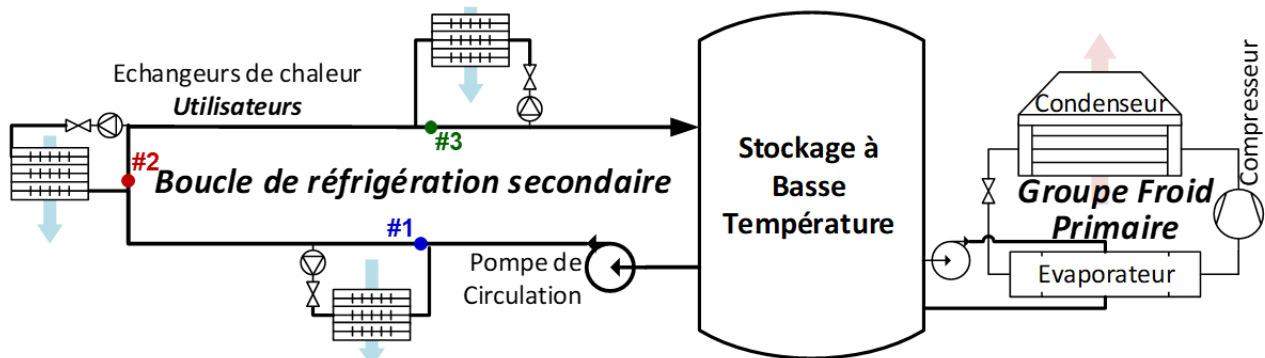 Echangeurs de chaleur
Utilisateurs
#3
#2
Boucle de réfrigération secondaire
#1
Pompe de
Circulation
Stockage à
Basse
Température
Condenseur
Compresseur
Groupe Froid
Primaire
Evaporateur